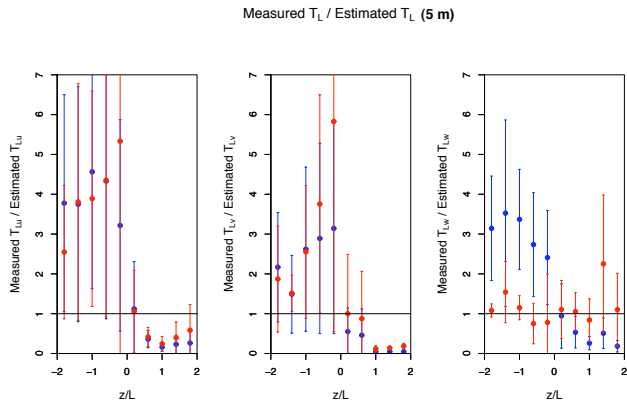 Measured T_L / Estimated T_L (5 m)
Measured T_Lu / Estimated T_Lu
0 1 2 3 4 5 6 7
−2 −1 0 1 2
z/L
Measured T_Lv / Estimated T_Lv
0 1 2 3 4 5 6 7
−2 −1 0 1 2
z/L
Measured T_Lw / Estimated T_Lw
0 1 2 3 4 5 6 7
−2 −1 0 1 2
z/L